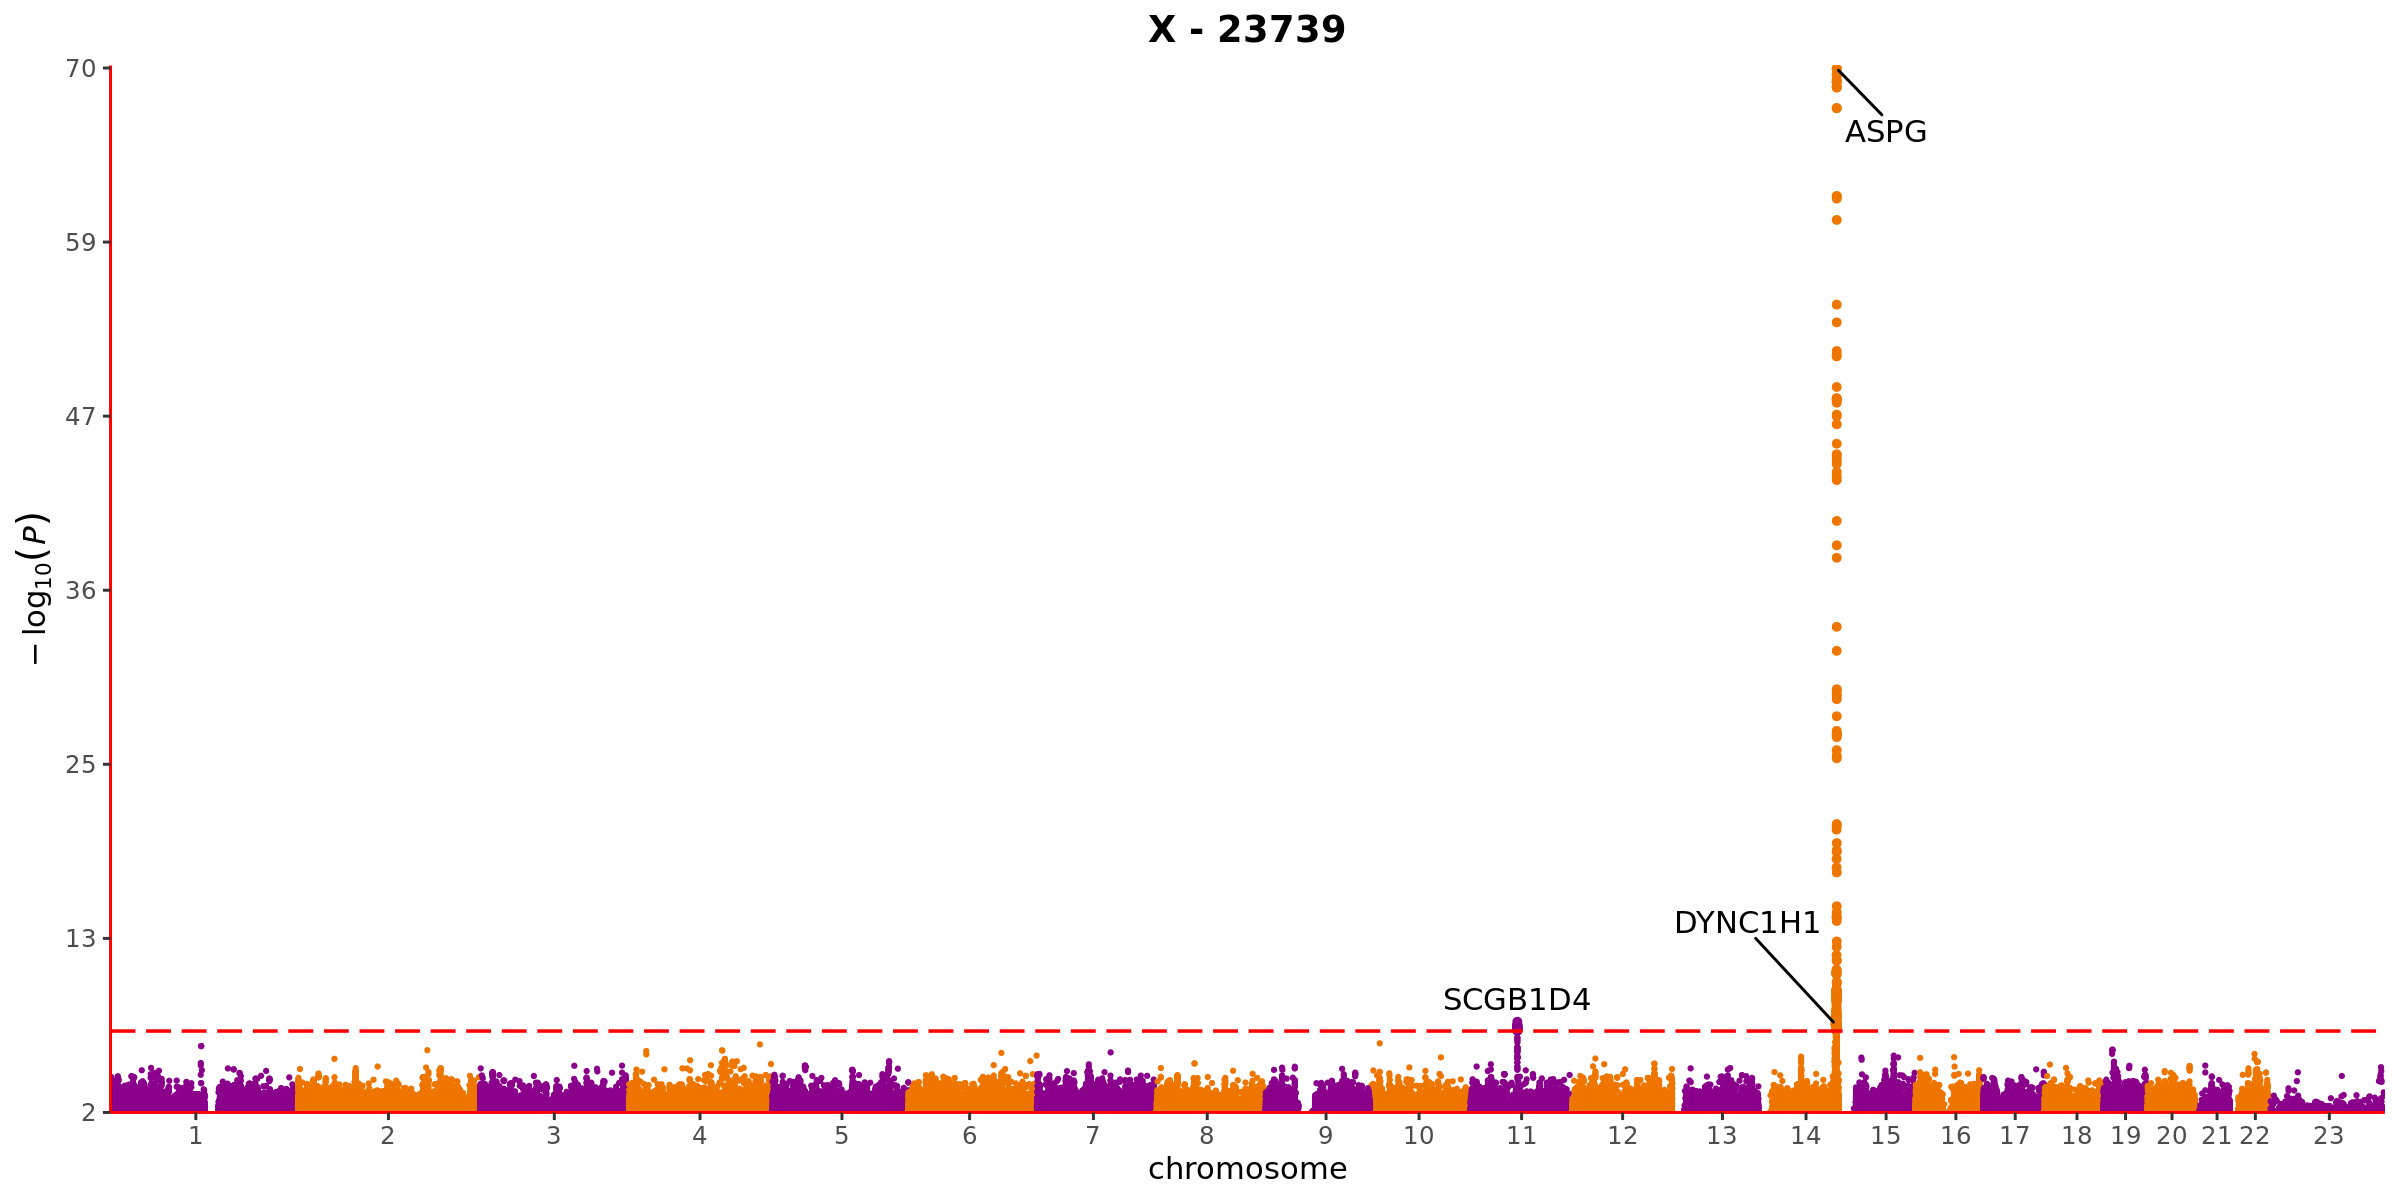 X - 23739
70
ASPG
59
47
36
25
13
DYNC1H1
SCGB1D4
2
− log10(P)
1 2 3 4 5 6 7 8 9 10 11 12 13 14 15 16 17 18 19 20 21 22 23
chromosome